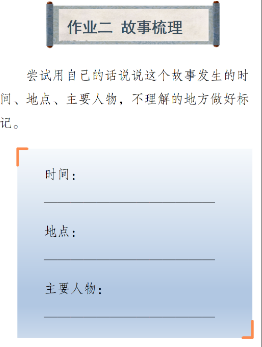 作业二 故事梳理
尝试用自己的话说说这个故事发生的时
间、地点、主要人物，不理解的地方做好标
记。
时间：
地点：
主要人物：